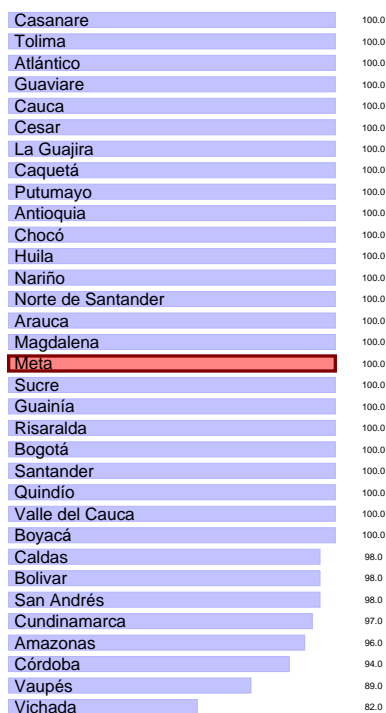 Casanare 100.0
Tolima 100.0
Atlántico 100.0
Guaviare 100.0
Cauca 100.0
Cesar 100.0
La Guajira 100.0
Caquetá 100.0
Putumayo 100.0
Antioquia 100.0
Chocó 100.0
Huila 100.0
Nariño 100.0
Norte de Santander 100.0
Arauca 100.0
Magdalena 100.0
Meta 100.0
Sucre 100.0
Guainía 100.0
Risaralda 100.0
Bogotá 100.0
Santander 100.0
Quindío 100.0
Valle del Cauca 100.0
Boyacá 100.0
Caldas 98.0
Bolivar 98.0
San Andrés 98.0
Cundinamarca 97.0
Amazonas 96.0
Córdoba 94.0
Vaupés 89.0
Vichada 82.0